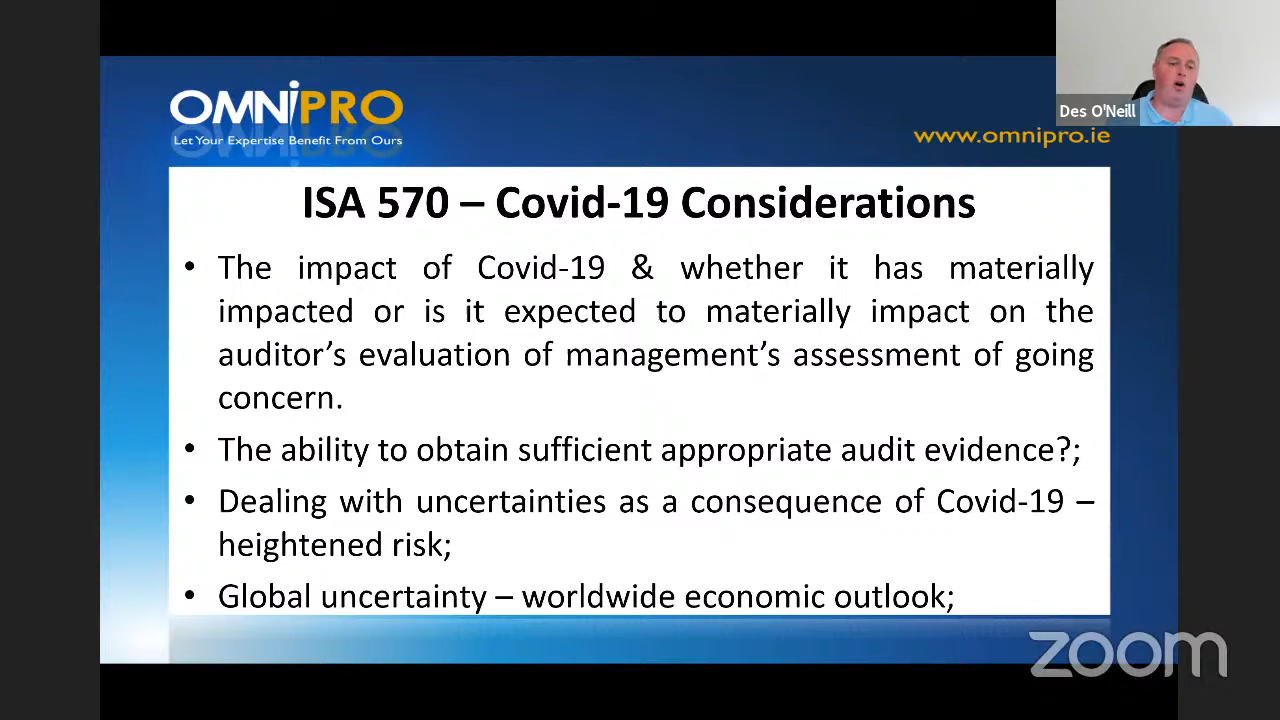 OMNiPRO
Let Your Expertise Benefit From Ours
Des O'Neill
www.omnipro.ie
ISA 570 – Covid-19 Considerations
• The impact of Covid-19 & whether it has materially
impacted or is it expected to materially impact on the
auditor’s evaluation of management’s assessment of going
concern.
• The ability to obtain sufficient appropriate audit evidence?;
• Dealing with uncertainties as a consequence of Covid-19 –
heightened risk;
• Global uncertainty – worldwide economic outlook;
zoom